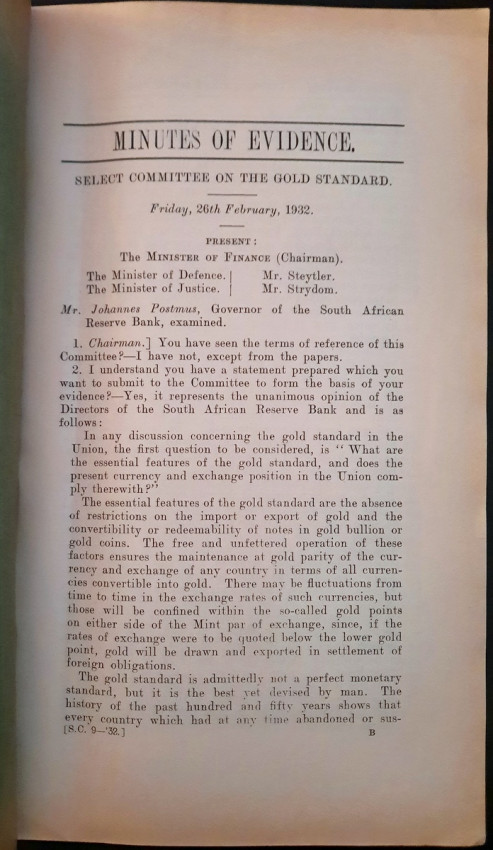 MINUTES OF EVIDENCE.
SELECT COMMITTEE ON THE GOLD STANDARD.
Friday, 26th February, 1932.
PRESENT:
The MINISTER OF FINANCE (Chairman).
The Minister of Defence. | Mr. Steytler.
The Minister of Justice. | Mr. Strydom.
Mr. Johannes Postmus, Governor of the South African
Reserve Bank, examined.
1. Chairman.] You have seen the terms of reference of this
Committee?—I have not, except from the papers.
2. I understand you have a statement prepared which you
want to submit to the Committee to form the basis of your
evidence?—Yes, it represents the unanimous opinion of the
Directors of the South African Reserve Bank and is as
follows:
In any discussion concerning the gold standard in the
Union, the first question to be considered, is "What are
the essential features of the gold standard, and does the
present currency and exchange position in the Union com-
ply therewith?"
The essential features of the gold standard are the absence
of restrictions on the import or export of gold and the
convertibility or redeemability of notes in gold bullion or
gold coins. The free and unfettered operation of these
factors ensures the maintenance at gold parity of the cur-
rency and exchange of any country in terms of all curren-
cies convertible into gold. There may be fluctuations from
time to time in the exchange rates of such currencies, but
those will be confined within the so-called gold points
on either side of the Mint par of exchange, since, if the
rates of exchange were to be quoted below the lower gold
point, gold will be drawn and exported in settlement of
foreign obligations.
The gold standard is admittedly not a perfect monetary
standard, but it is the best yet devised by man. The
history of the past hundred and fifty years shows that
every country which had at any time abandoned or sus-
[S.C. 9—'32.] B